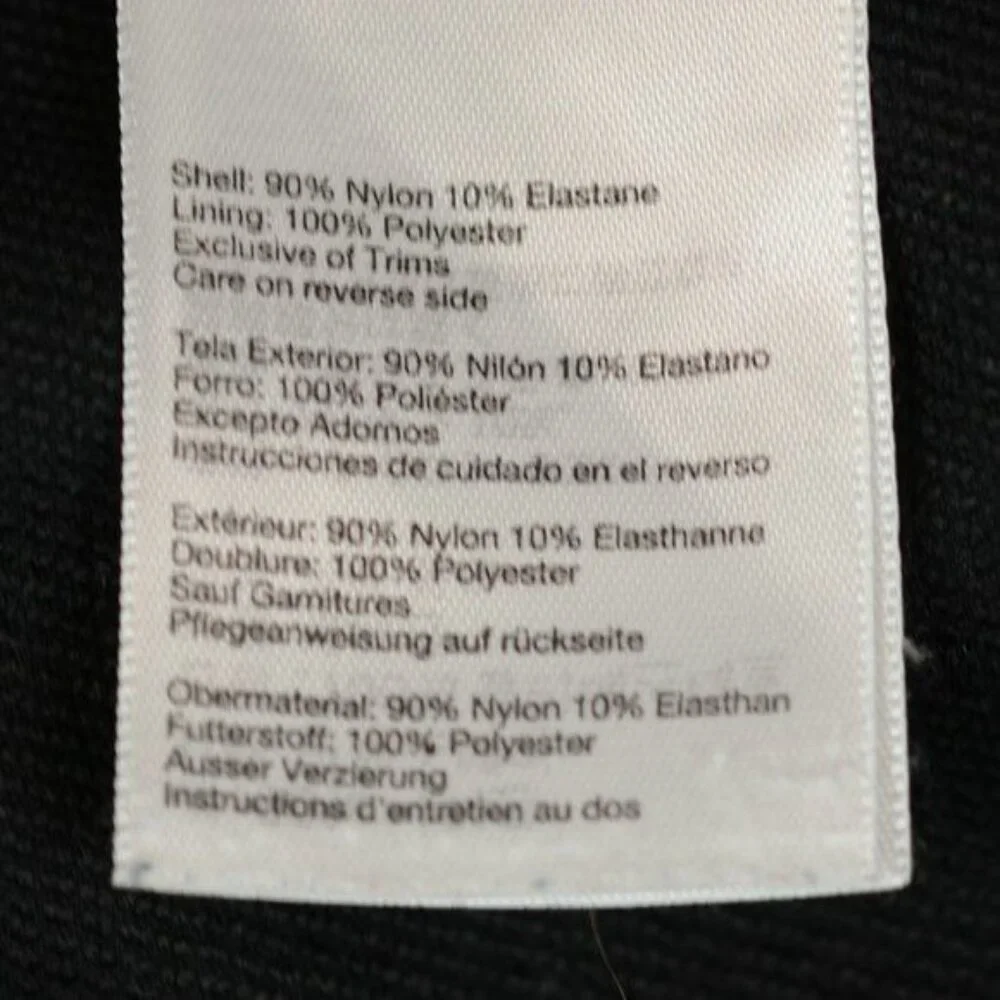 Shell: 90% Nylon 10% Elastane
Lining: 100% Polyester
Exclusive of Trims
Care on reverse side
Tela Exterior: 90% Nilón 10% Elastano
Forro: 100% Poliéster
Excepto Adornos
Instrucciones de cuidado en el reverso
Extérieur: 90% Nylon 10% Elasthanne
Doublure: 100% Polyester
Sauf Garnitures
Pflegeanweisung auf rückseite
Obermaterial: 90% Nylon 10% Elasthan
Futterstoff: 100% Polyester
Ausser Verzierung
Instructions d'entretien au dos